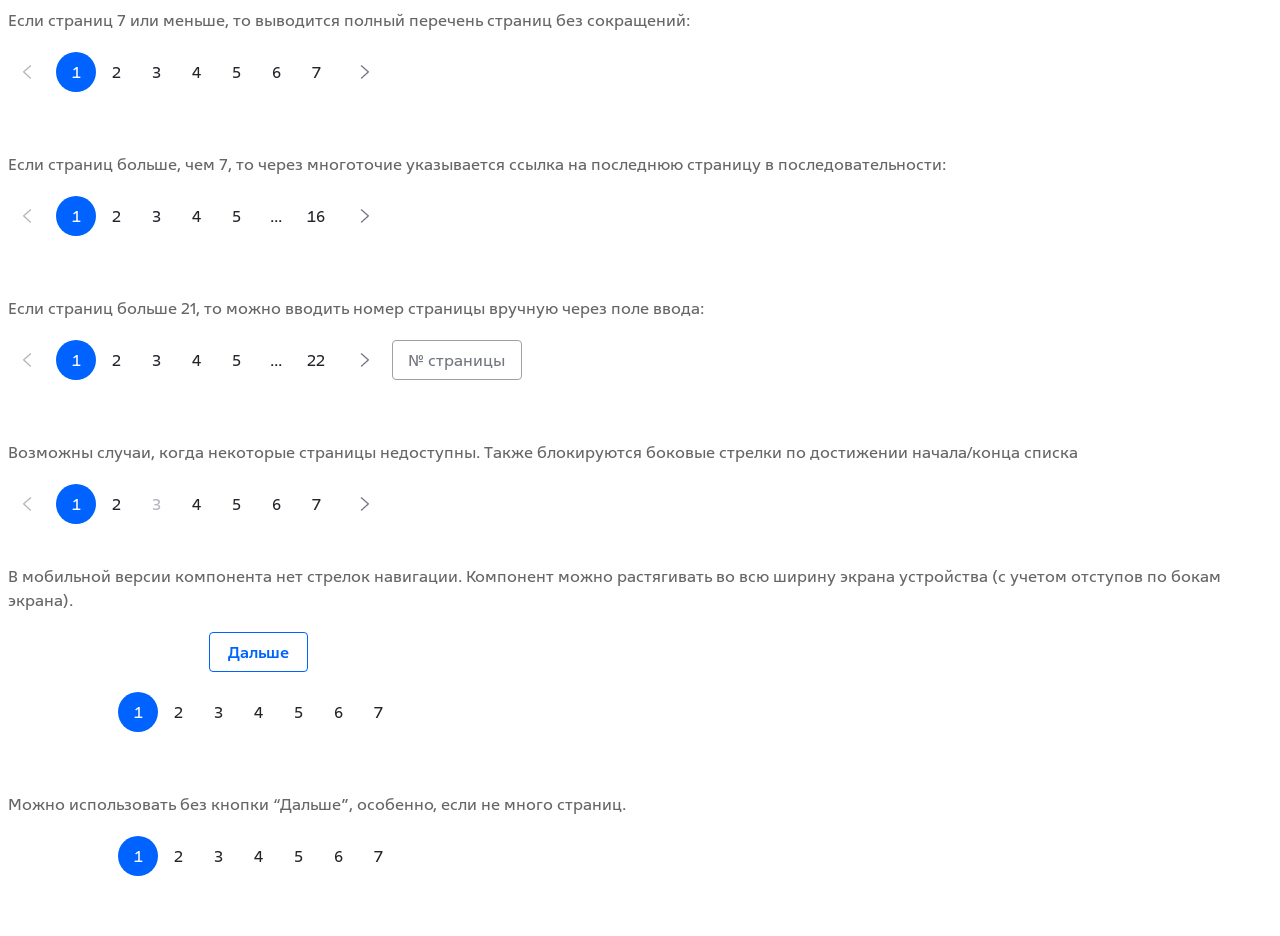 Если страниц 7 или меньше, то выводится полный перечень страниц без сокращений:
1 2 3 4 5 6 7
Если страниц больше, чем 7, то через многоточие указывается ссылка на последнюю страницу в последовательности:
1 2 3 4 5 ... 16
Если страниц больше 21, то можно вводить номер страницы вручную через поле ввода:
1 2 3 4 5 ... 22 № страницы
Возможны случаи, когда некоторые страницы недоступны. Также блокируются боковые стрелки по достижении начала/конца списка
1 2 3 4 5 6 7
В мобильной версии компонента нет стрелок навигации. Компонент можно растягивать во всю ширину экрана устройства (с учетом отступов по бокам
экрана).
Дальше
1 2 3 4 5 6 7
Можно использовать без кнопки “Дальше”, особенно, если не много страниц.
1 2 3 4 5 6 7